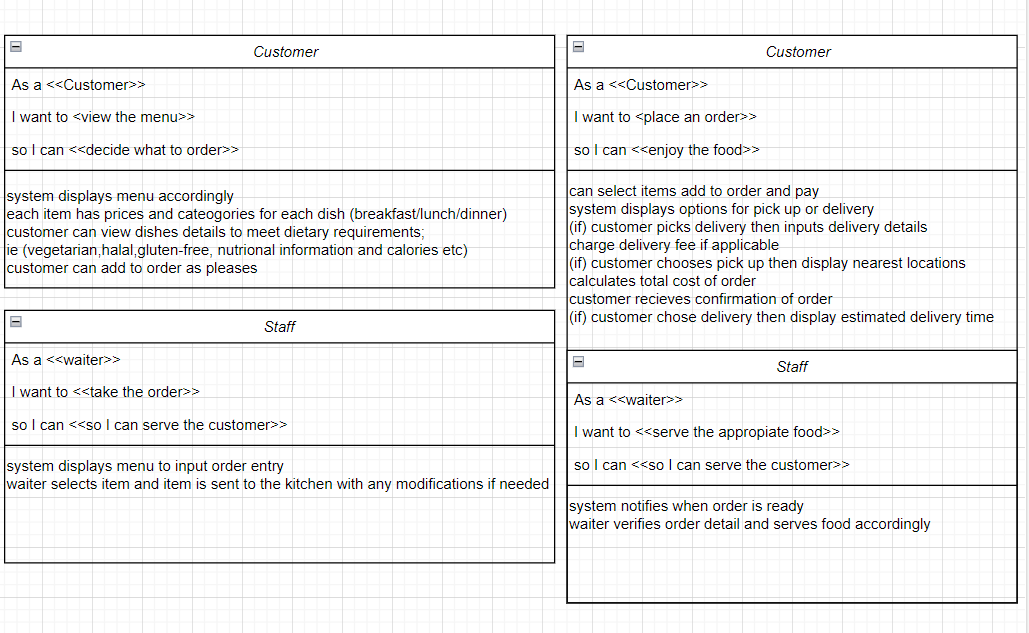 Customer
As a <<Customer>>
I want to <view the menu>>
so I can <<decide what to order>>
system displays menu accordingly
each item has prices and cateogories for each dish (breakfast/lunch/dinner)
customer can view dishes details to meet dietary requirements;
ie (vegetarian,halal,gluten-free, nutrional information and calories etc)
customer can add to order as pleases
Staff
As a <<waiter>>
I want to <<take the order>>
so I can <<so I can serve the customer>>
system displays menu to input order entry
waiter selects item and item is sent to the kitchen with any modifications if needed
Customer
As a <<Customer>>
I want to <place an order>>
so I can <<enjoy the food>>
can select items add to order and pay
system displays options for pick up or delivery
(if) customer picks delivery then inputs delivery details
charge delivery fee if applicable
(if) customer chooses pick up then display nearest locations
calculates total cost of order
customer recieves confirmation of order
(if) customer chose delivery then display estimated delivery time
Staff
As a <<waiter>>
I want to <<serve the appropiate food>>
so I can <<so I can serve the customer>>
system notifies when order is ready
waiter verifies order detail and serves food accordingly